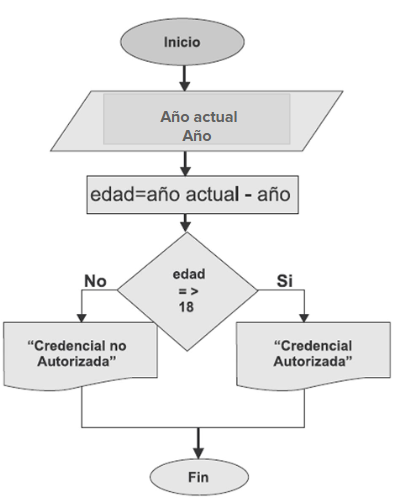 Inicio
Año actual
Año
edad=año actual - año
edad
= >
18
No
Si
“Credencial no
Autorizada”
“Credencial
Autorizada”
Fin